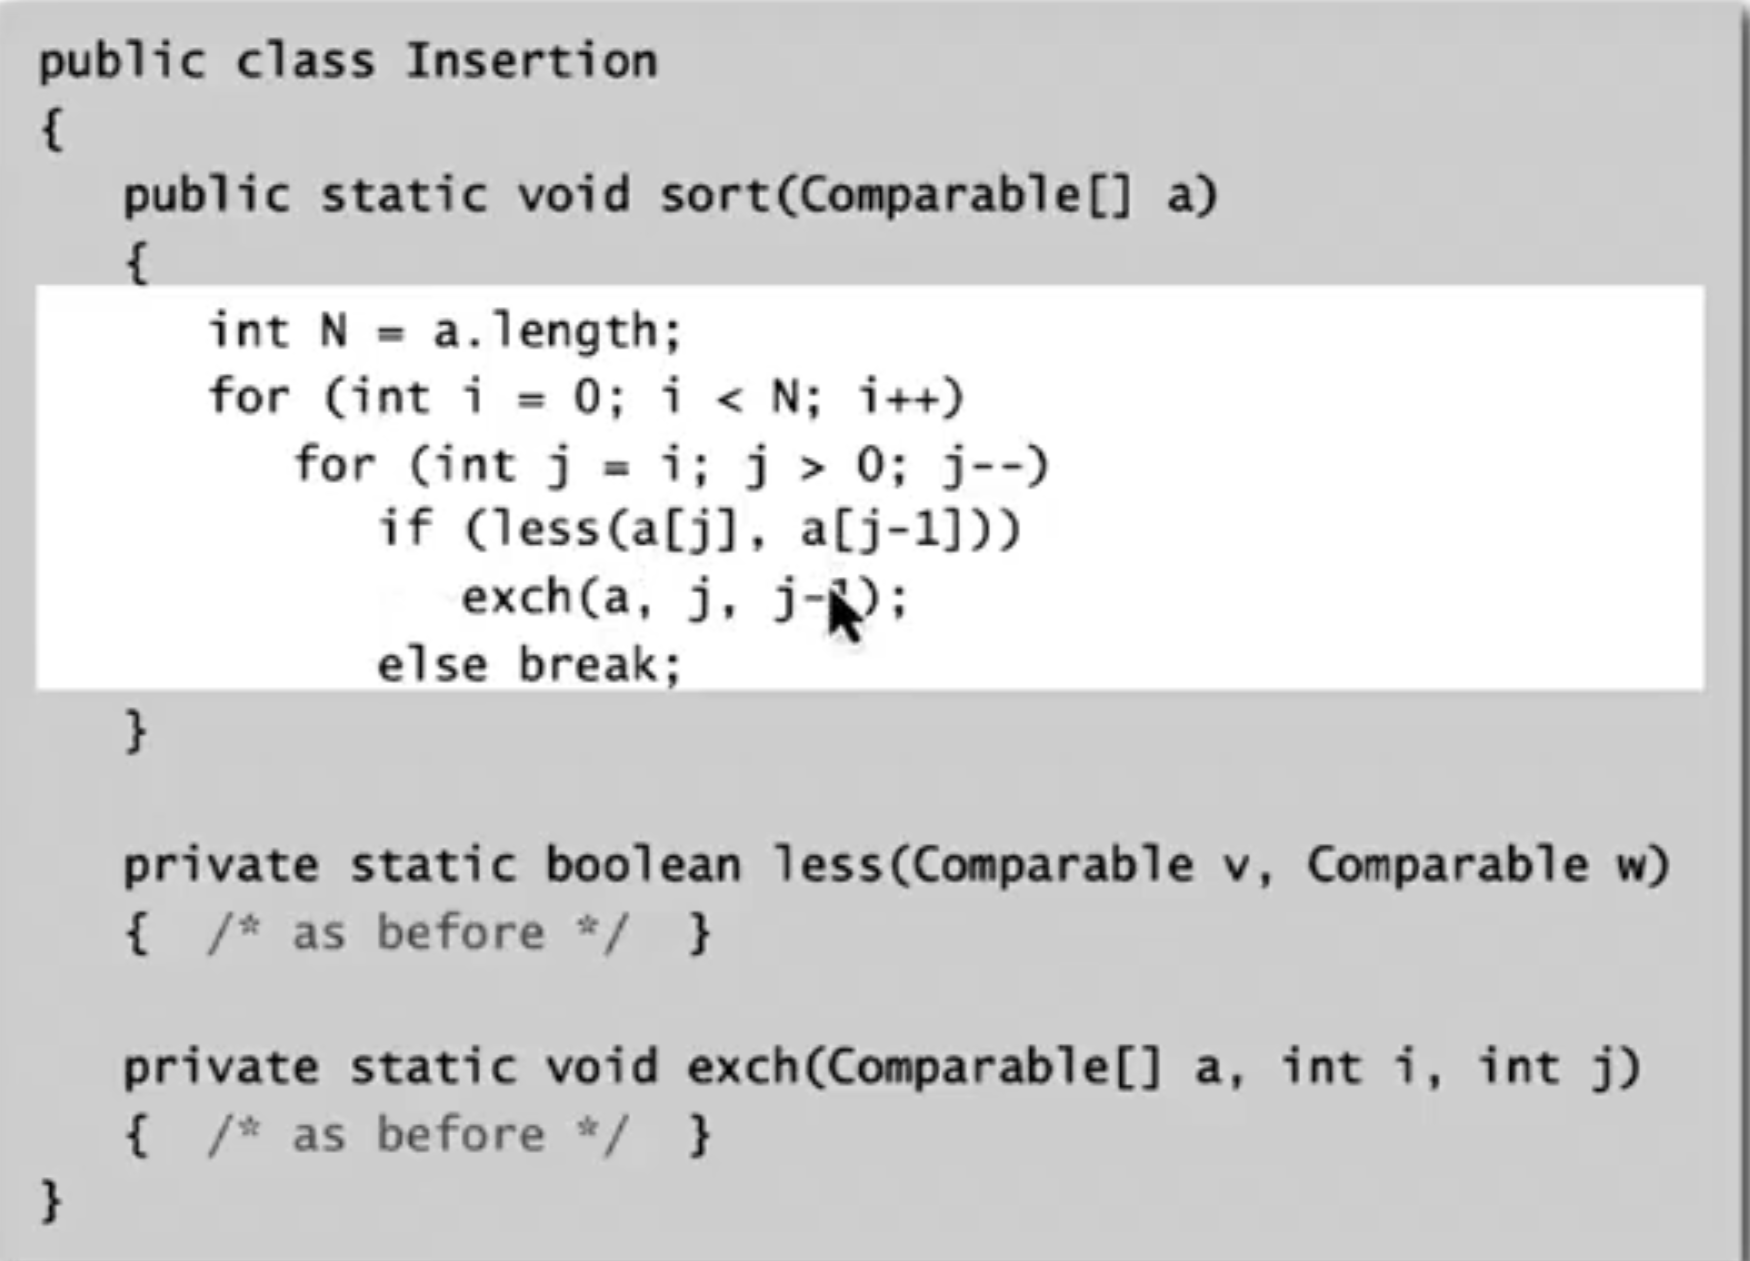 public class Insertion
{
   public static void sort(Comparable[] a)
   {
      int N = a.length;
      for (int i = 0; i < N; i++)
         for (int j = i; j > 0; j--)
            if (less(a[j], a[j-1]))
               exch(a, j, j-1);
            else break;
   }

   private static boolean less(Comparable v, Comparable w)
   {  /* as before */  }

   private static void exch(Comparable[] a, int i, int j)
   {  /* as before */  }
}